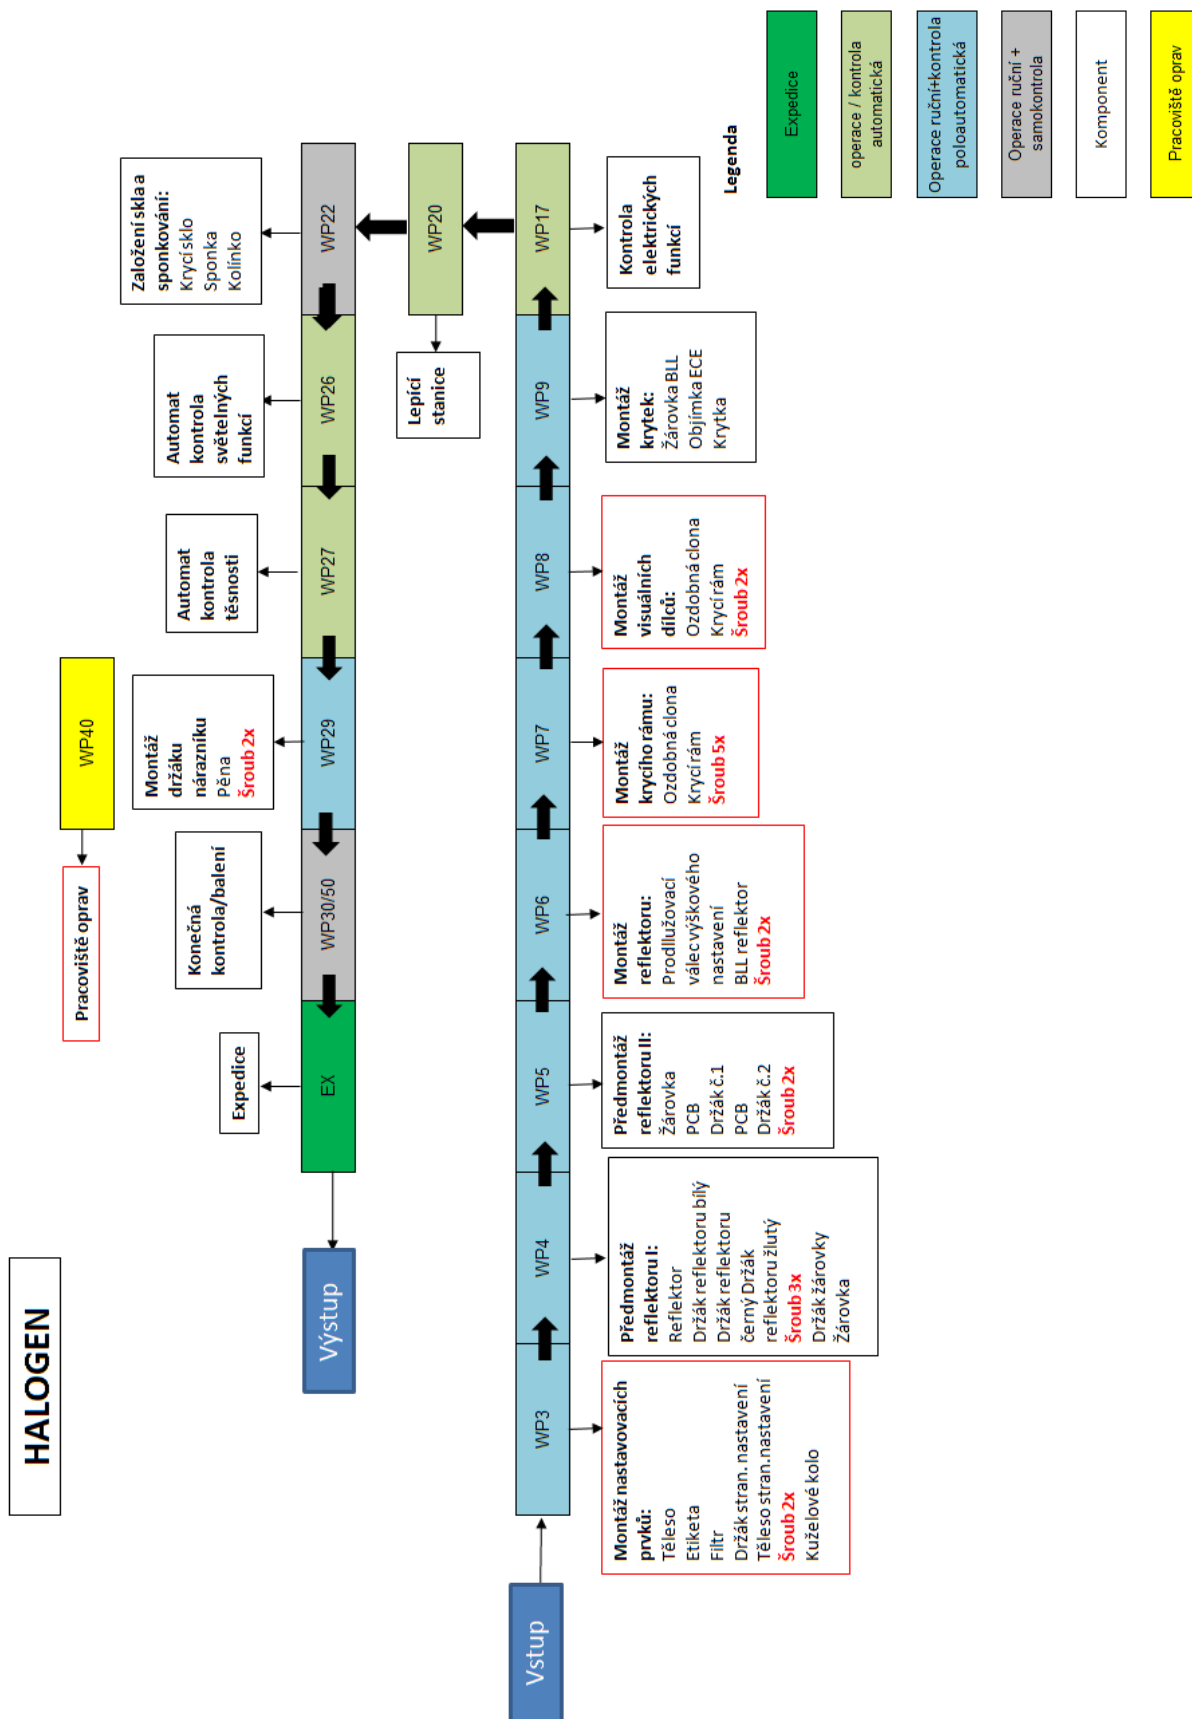 HALOGEN
Pracoviště oprav
WP40
Expedice
Konečná
kontrola/balení
Montáž
držáku
nárazníku
Pěna
Šroub 2x
Automat
kontrola
těsnosti
Automat
kontrola
světelných
funkcí
Založení skla a
sponkování:
Krycí sklo
Sponka
Kolínko
Výstup
EX
WP30/50
WP29
WP27
WP26
WP22
Lepící
stanice
WP20
Vstup
WP3
WP4
WP5
WP6
WP7
WP8
WP9
WP17
Montáž nastavovacích
prvků:
Těleso
Etiketa
Filtr
Držák stran. nastavení
Těleso stran.nastavení
Šroub 2x
Kuželové kolo
Předmontáž
reflektoru I:
Reflektor
Držák reflektoru bílý
Držák reflektoru
černý Držák
reflektoru žlutý
Šroub 3x
Držák žárovky
Žárovka
Předmontáž
reflektoru II:
Žárovka
PCB
Držák č.1
PCB
Držák č.2
Šroub 2x
Montáž
reflektoru:
Prodllužovací
válec výškového
nastavení
BLL reflektor
Šroub 2x
Montáž
krycího rámu:
Ozdobná clona
Krycí rám
Šroub 5x
Montáž
visuálních
dílců:
Ozdobná clona
Krycí rám
Šroub 2x
Montáž
krytek:
Žárovka BLL
Objímka ECE
Krytka
Kontrola
elektrických
funkcí
Legenda
Expedice
operace / kontrola
automatická
Operace ruční+kontrola
poloautomatická
Operace ruční +
samokontrola
Komponent
Pracoviště oprav